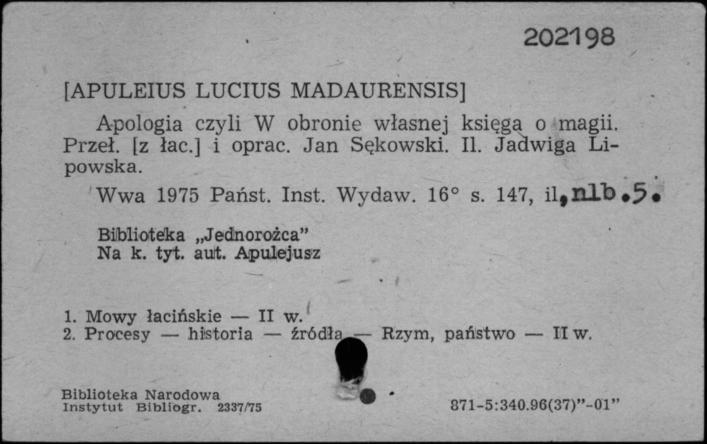 202198
[APULEIUS LUCIUS MADAURENSIS]
Apologia czyli W obronie własnej księga o magii.
Przeł. [z łac.] i oprac. Jan Sękowski. Il. Jadwiga Li-
powska.
Wwa 1975 Państ. Inst. Wydaw. 16° s. 147, il, nlb. 5.
Biblioteka „Jednorożca”
Na k. tyt. aut. Apulejusz
1. Mowy łacińskie — II w.
2. Procesy — historia — źródła — Rzym, państwo — II w.
Biblioteka Narodowa
Instytut Bibliogr. 2337/75
871-5:340.96(37)”-01”